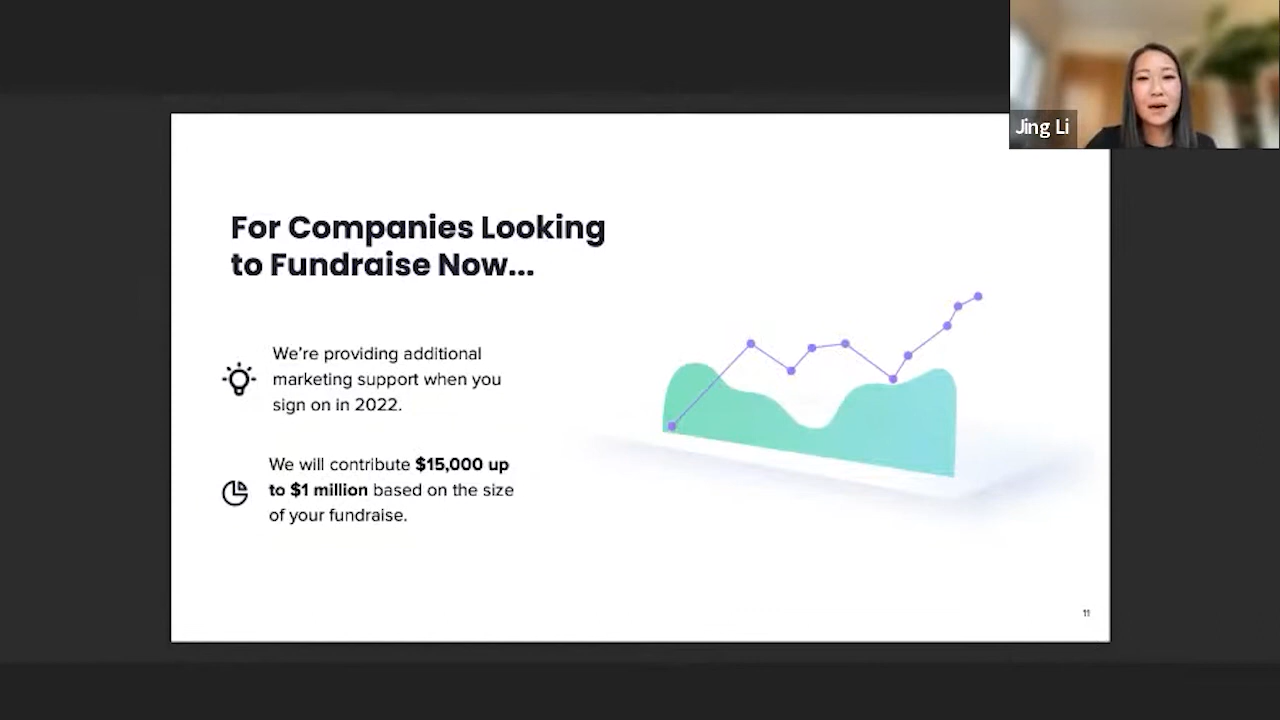 Jing Li
For Companies Looking
to Fundraise Now...
We're providing additional
marketing support when you
sign on in 2022.
We will contribute $15,000 up
to $1 million based on the size
of your fundraise.
11